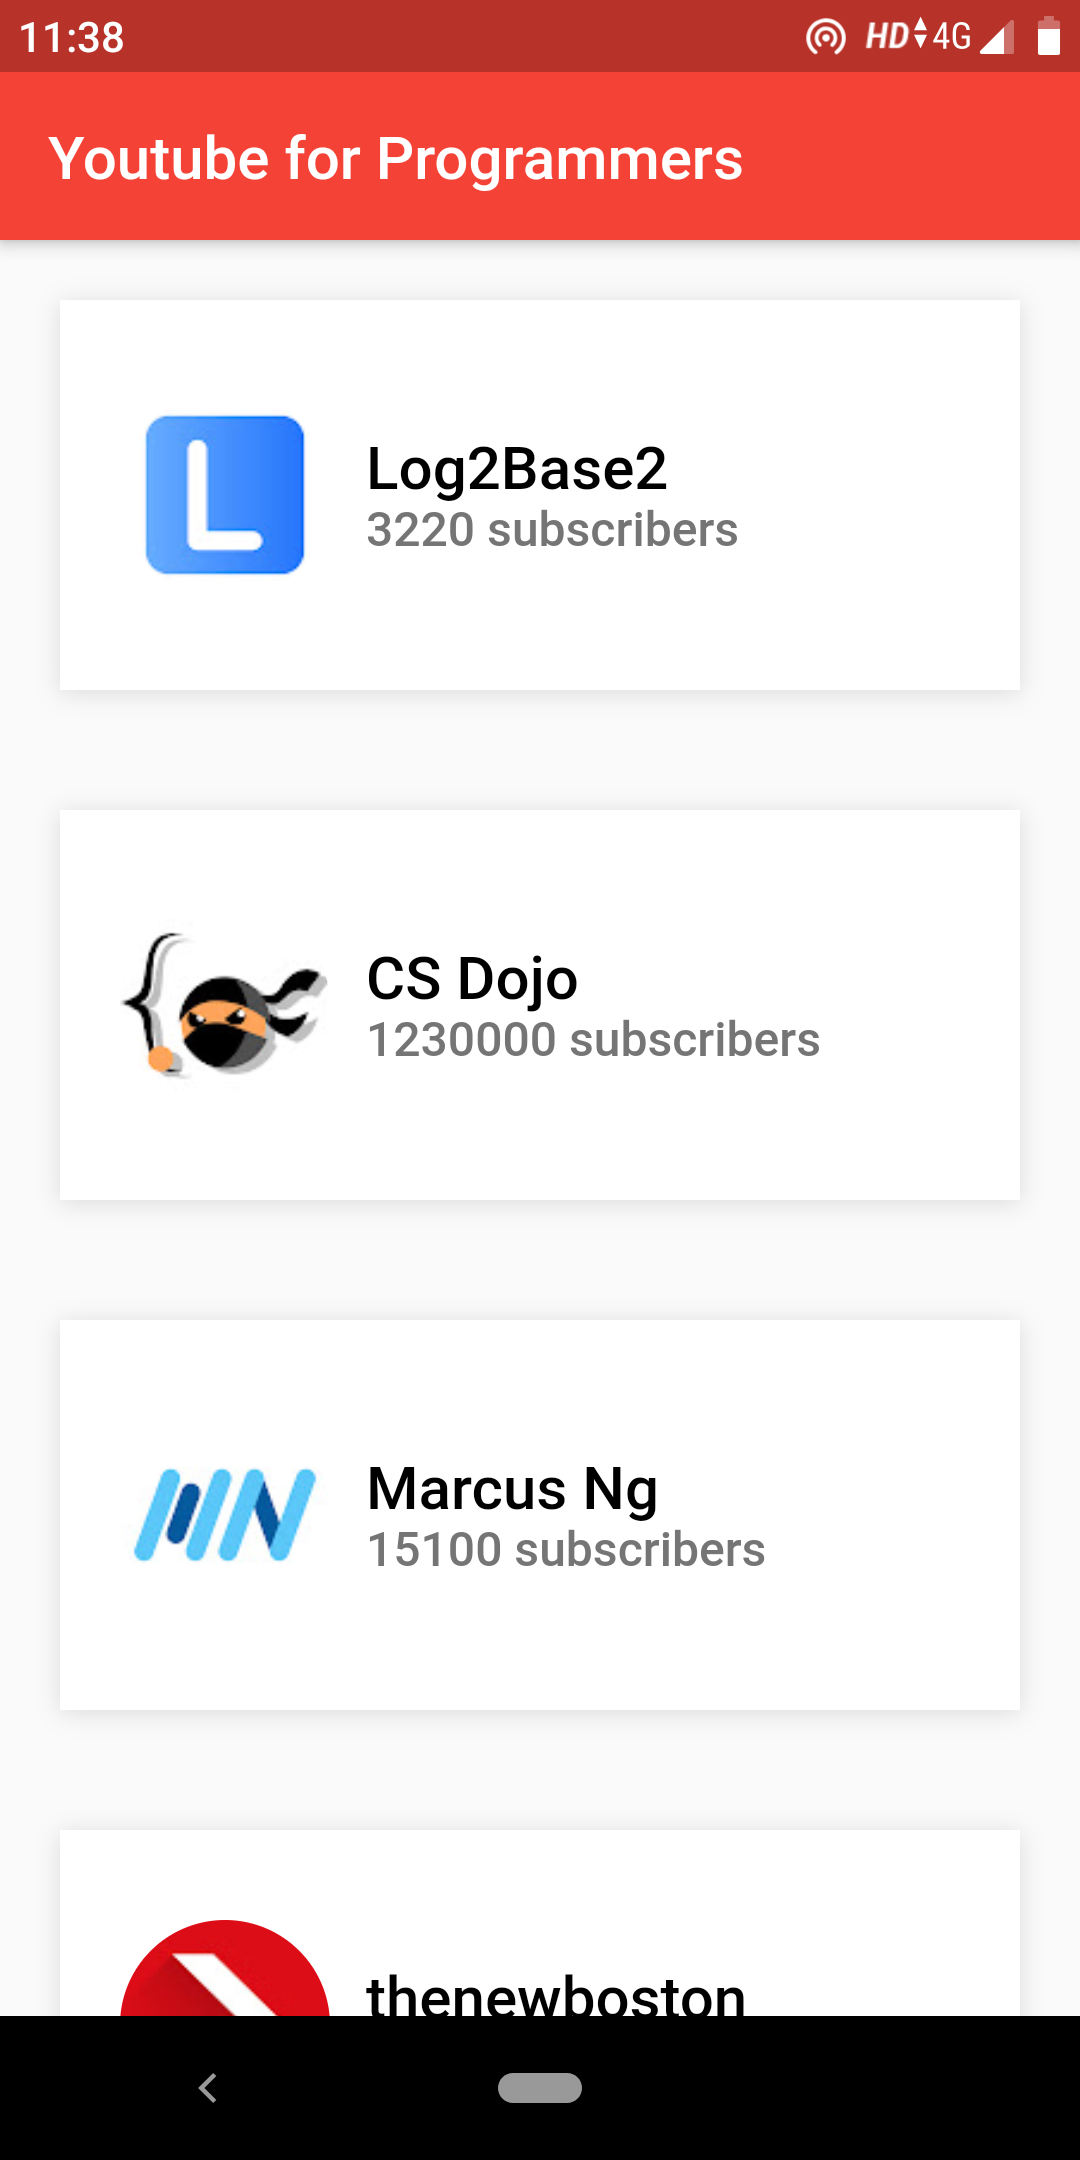 11:38 HD 4G
Youtube for Programmers
L
Log2Base2
3220 subscribers
CS Dojo
1230000 subscribers
MN
Marcus Ng
15100 subscribers
thenewboston